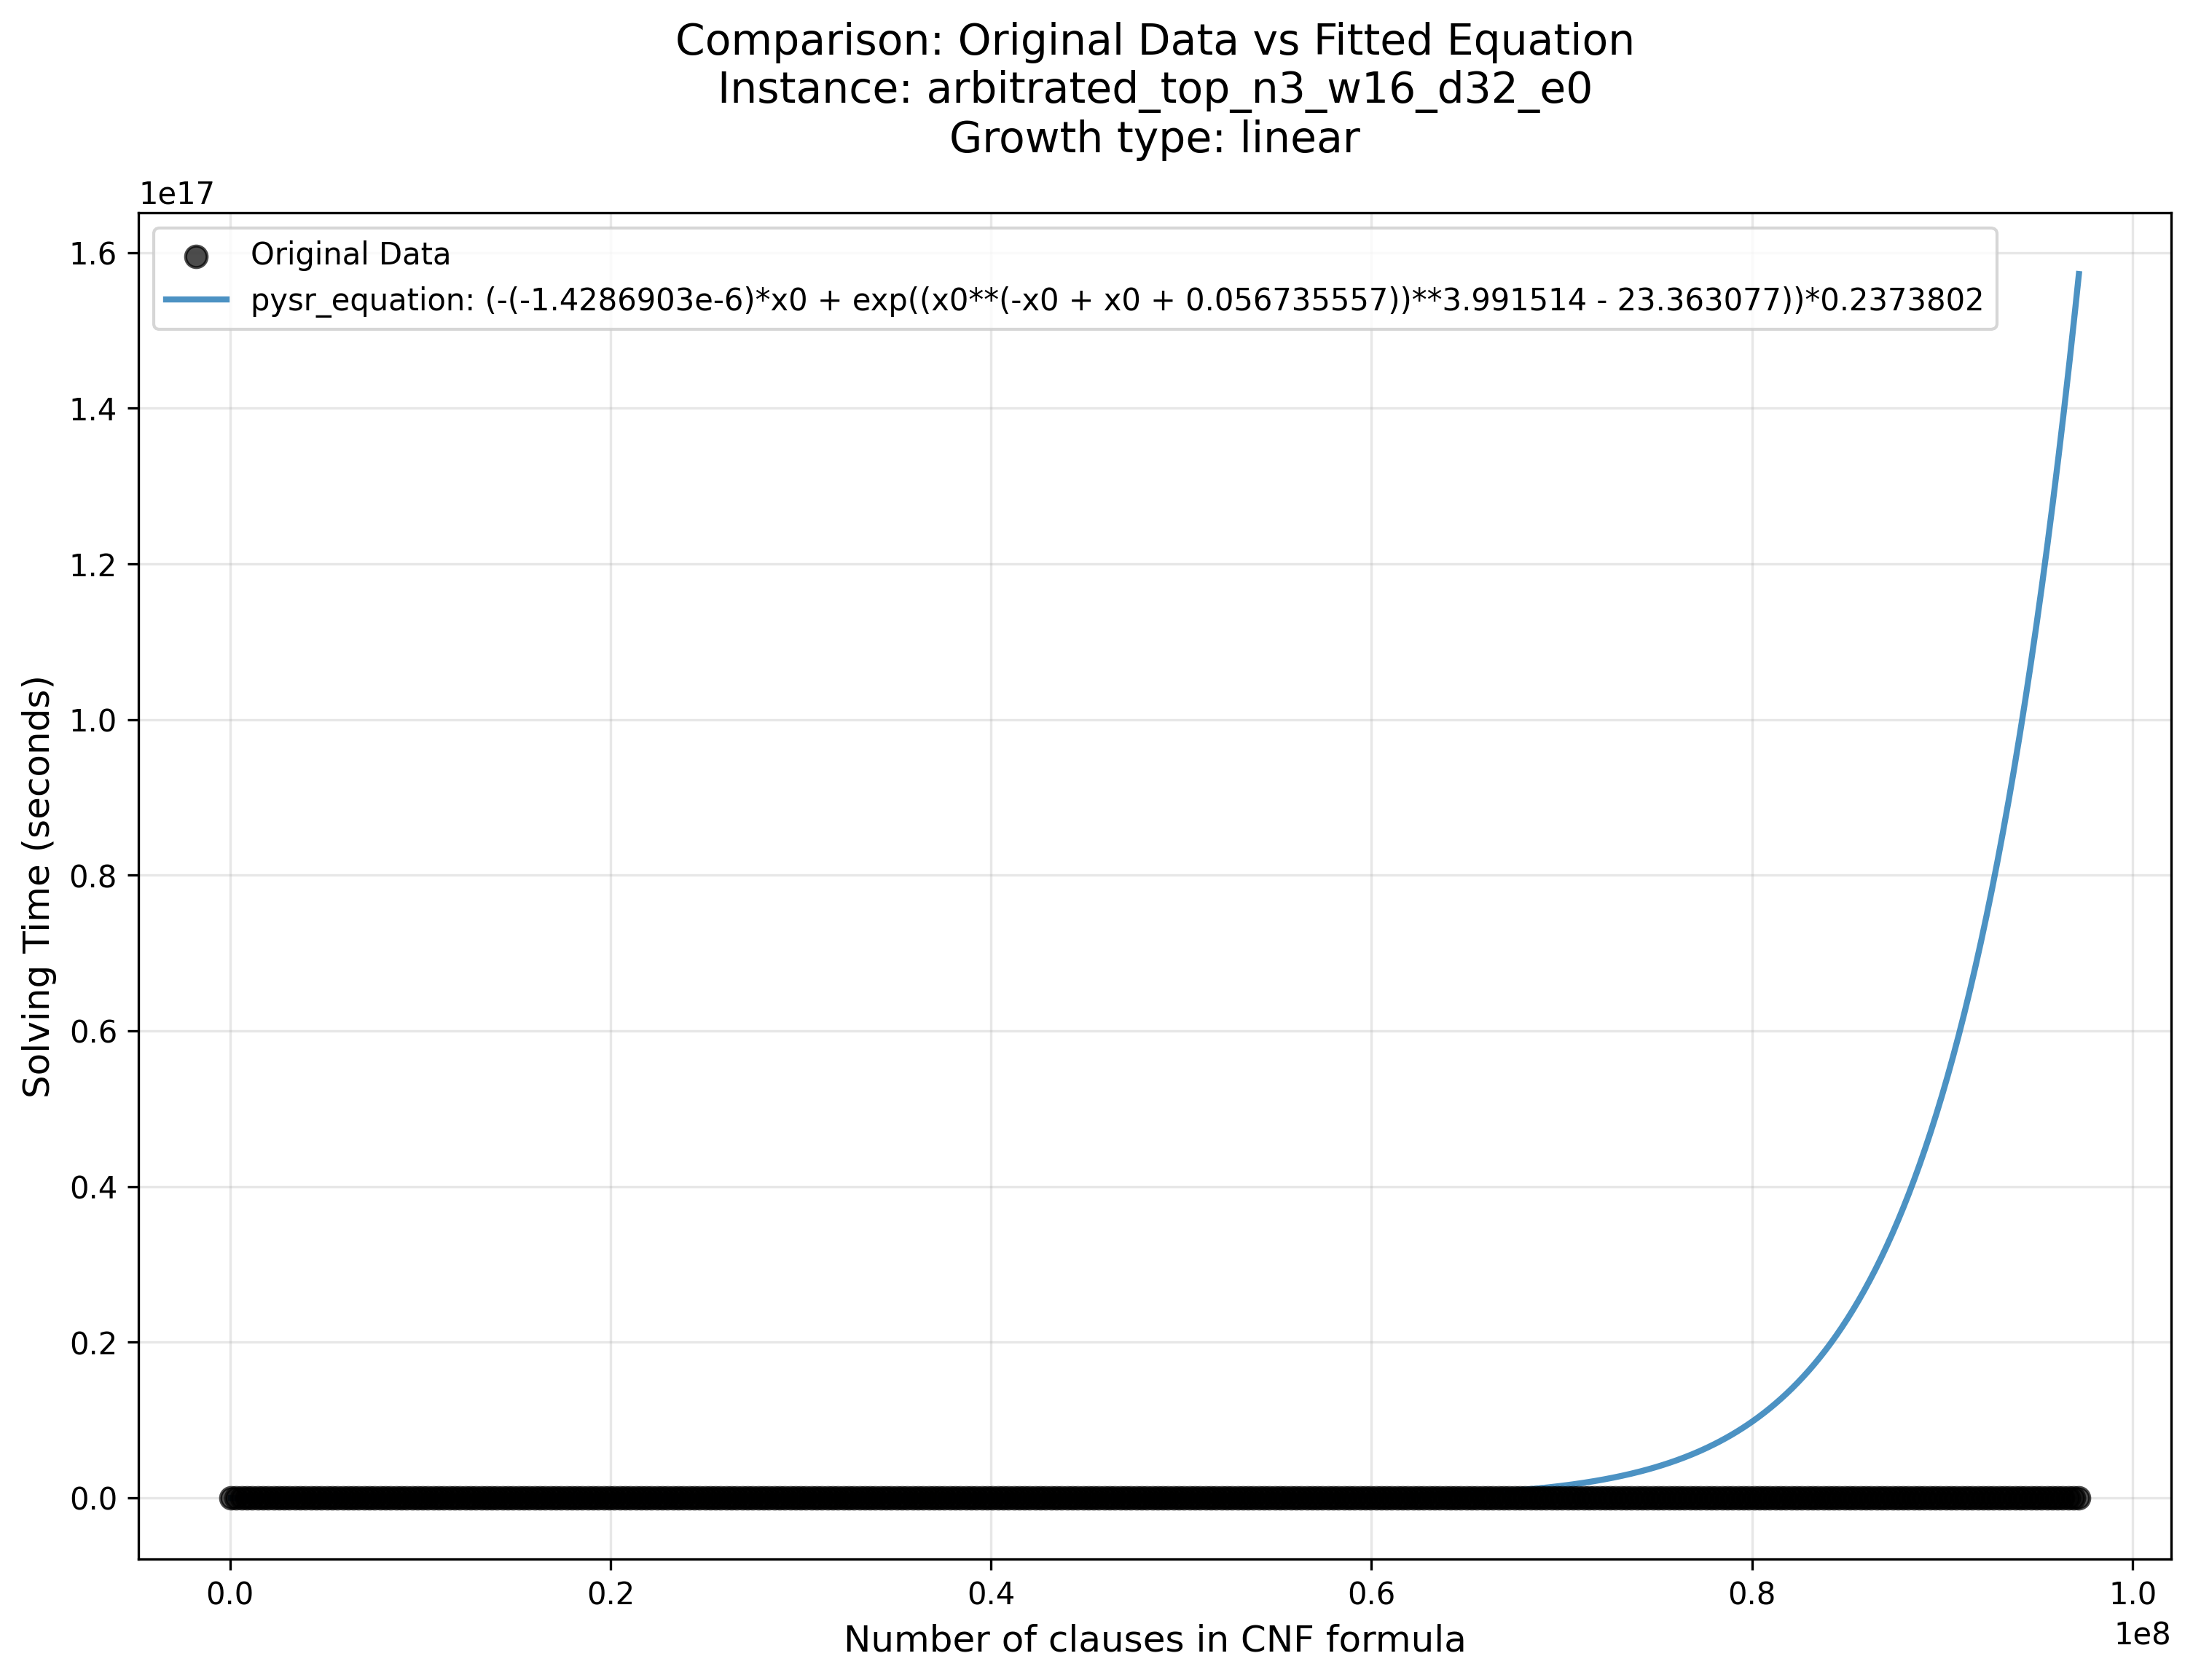 Comparison: Original Data vs Fitted Equation
Instance: arbitrated_top_n3_w16_d32_e0
Growth type: linear
1e17
Original Data
pysr_equation: (-(-1.4286903e-6)*x0 + exp((x0**(-x0 + x0 + 0.056735557))**3.991514 - 23.363077))*0.2373802
1.6
1.4
1.2
1.0
0.8
0.6
0.4
0.2
0.0
Solving Time (seconds)
0.0 0.2 0.4 0.6 0.8 1.0
1e8
Number of clauses in CNF formula